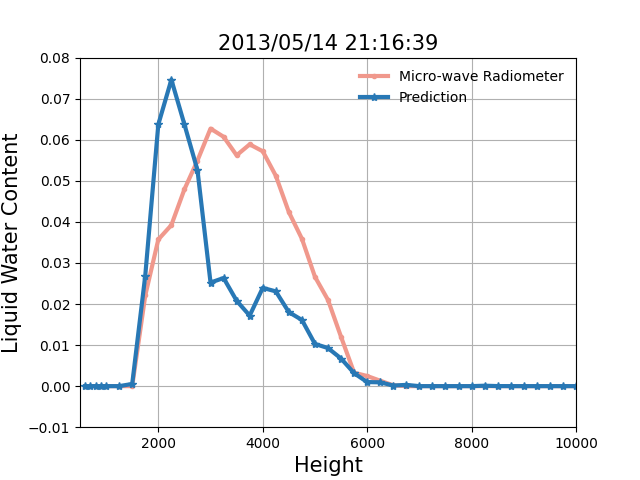 2013/05/14 21:16:39
Micro-wave Radiometer
Prediction
Liquid Water Content
0.08
0.07
0.06
0.05
0.04
0.03
0.02
0.01
0.00
−0.01
2000 4000 6000 8000 10000
Height